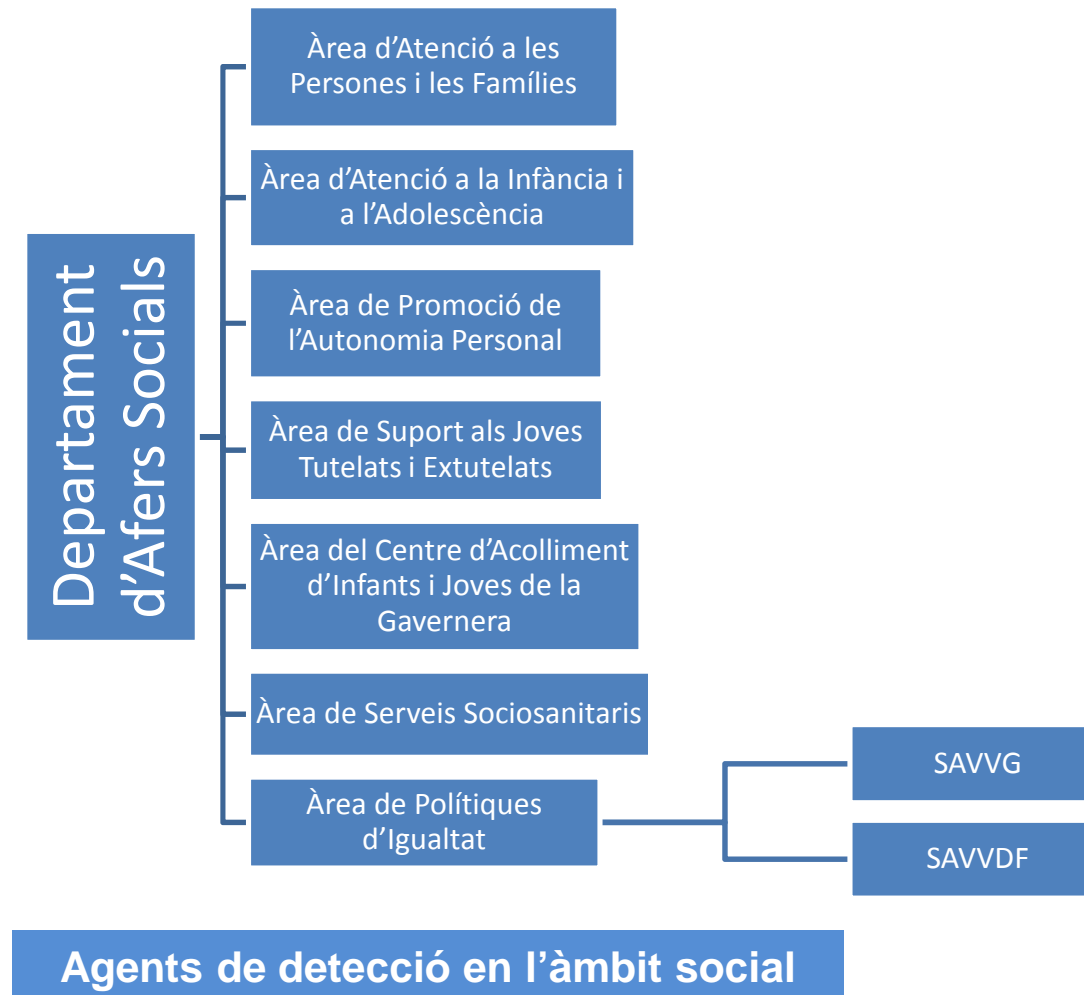 Departament
d’Afers Socials
Àrea d’Atenció a les
Persones i les Famílies
Àrea d’Atenció a la Infància i
a l’Adolescència
Àrea de Promoció de
l’Autonomia Personal
Àrea de Suport als Joves
Tutelats i Extutelats
Àrea del Centre d’Acolliment
d’Infants i Joves de la
Gavernera
Àrea de Serveis Sociosanitaris
Àrea de Polítiques
d’Igualtat
SAVVG
SAVVDF
Agents de detecció en l’àmbit social